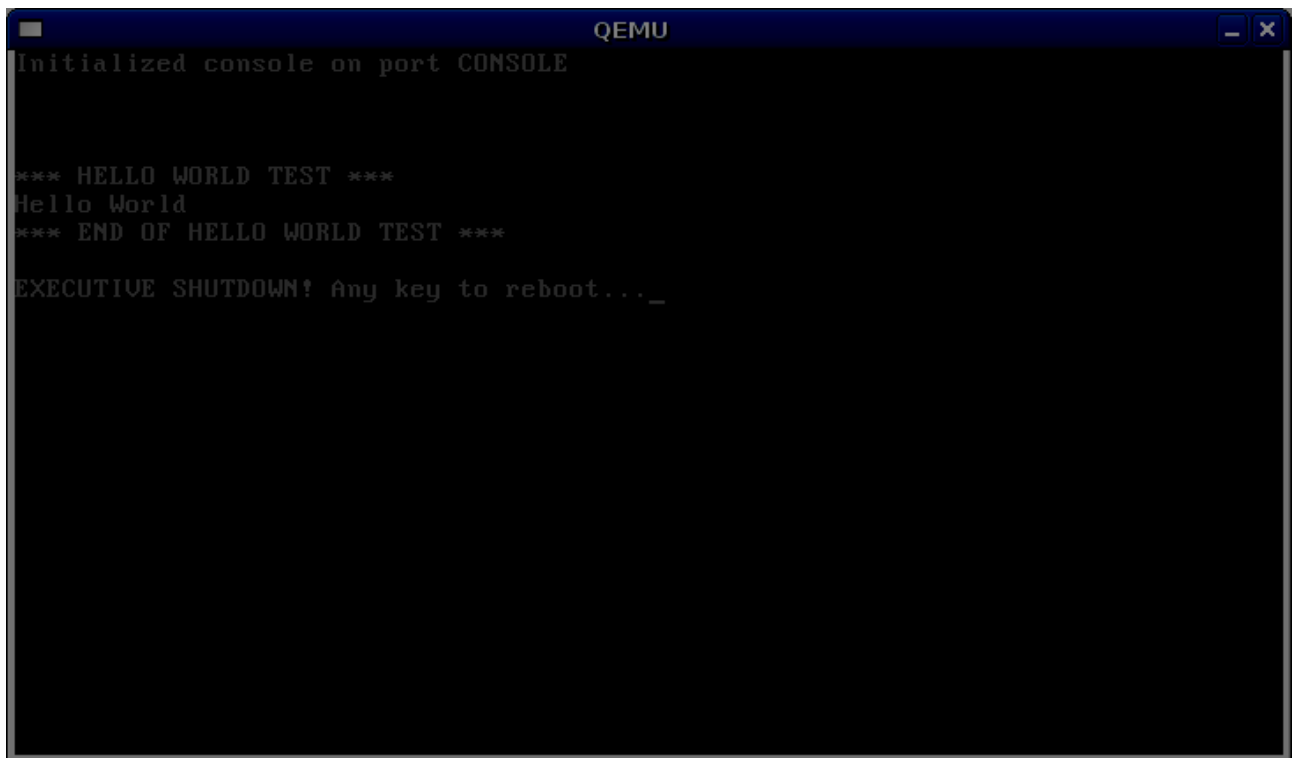 QEMU
Initialized console on port CONSOLE
*** HELLO WORLD TEST ***
Hello World
*** END OF HELLO WORLD TEST ***
EXECUTIVE SHUTDOWN! Any key to reboot..._